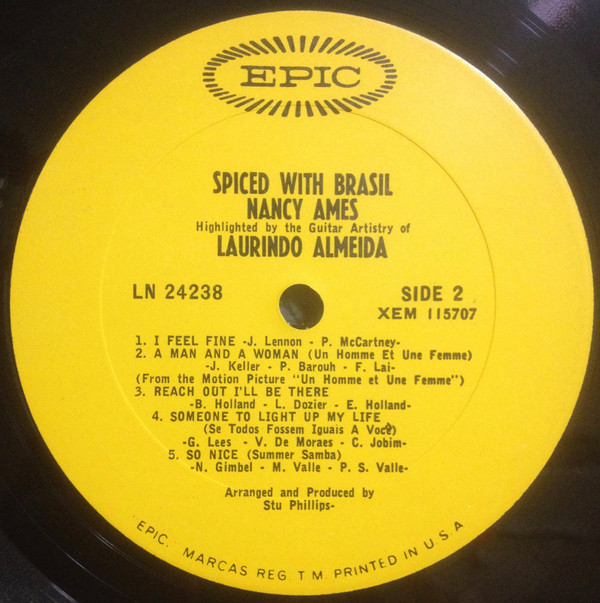 EPIC
SPICED WITH BRASIL
NANCY AMES
Highlighted by the Guitar Artistry of
LAURINDO ALMEIDA
LN 24238
SIDE 2
XEM 115707
1. I FEEL FINE -J. Lennon - P. McCartney-
2. A MAN AND A WOMAN (Un Homme Et Une Femme)
-J. Keller - P. Barouh - F. Lai-
(From the Motion Picture "Un Homme et Une Femme")
3. REACH OUT I'LL BE THERE
-B. Holland - L. Dozier - E. Holland-
4. SOMEONE TO LIGHT UP MY LIFE
(Se Todos Fossem Iguais A Você)
-G. Lees - V. De Moraes - C. Jobim-
5. SO NICE (Summer Samba)
-N. Gimbel - M. Valle - P. S. Valle-
Arranged and Produced by
Stu Phillips-
EPIC. MARCAS REG. T M. PRINTED IN U.S.A